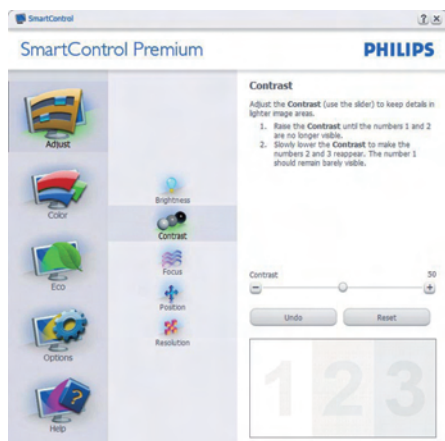 SmartControl
SmartControl Premium
PHILIPS
Adjust
Color
Eco
Options
Help
Brightness
Contrast
Focus
Position
Resolution
Contrast
Adjust the Contrast (use the slider) to keep details in
lighter image areas.
1. Raise the Contrast until the numbers 1 and 2
are no longer visible.
2. Slowly lower the Contrast to make the
numbers 2 and 3 reappear. The number 1
should remain barely visible.
Contrast 50
Undo Reset
1 2 3